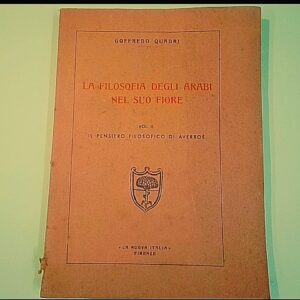 GOFFREDO QUADRI
LA FILOSOFIA DEGLI ARABI
NEL SUO FIORE
VOL. II
IL PENSIERO FILOSOFICO DI AVERROÈ
«LA NUOVA ITALIA»
FIRENZE